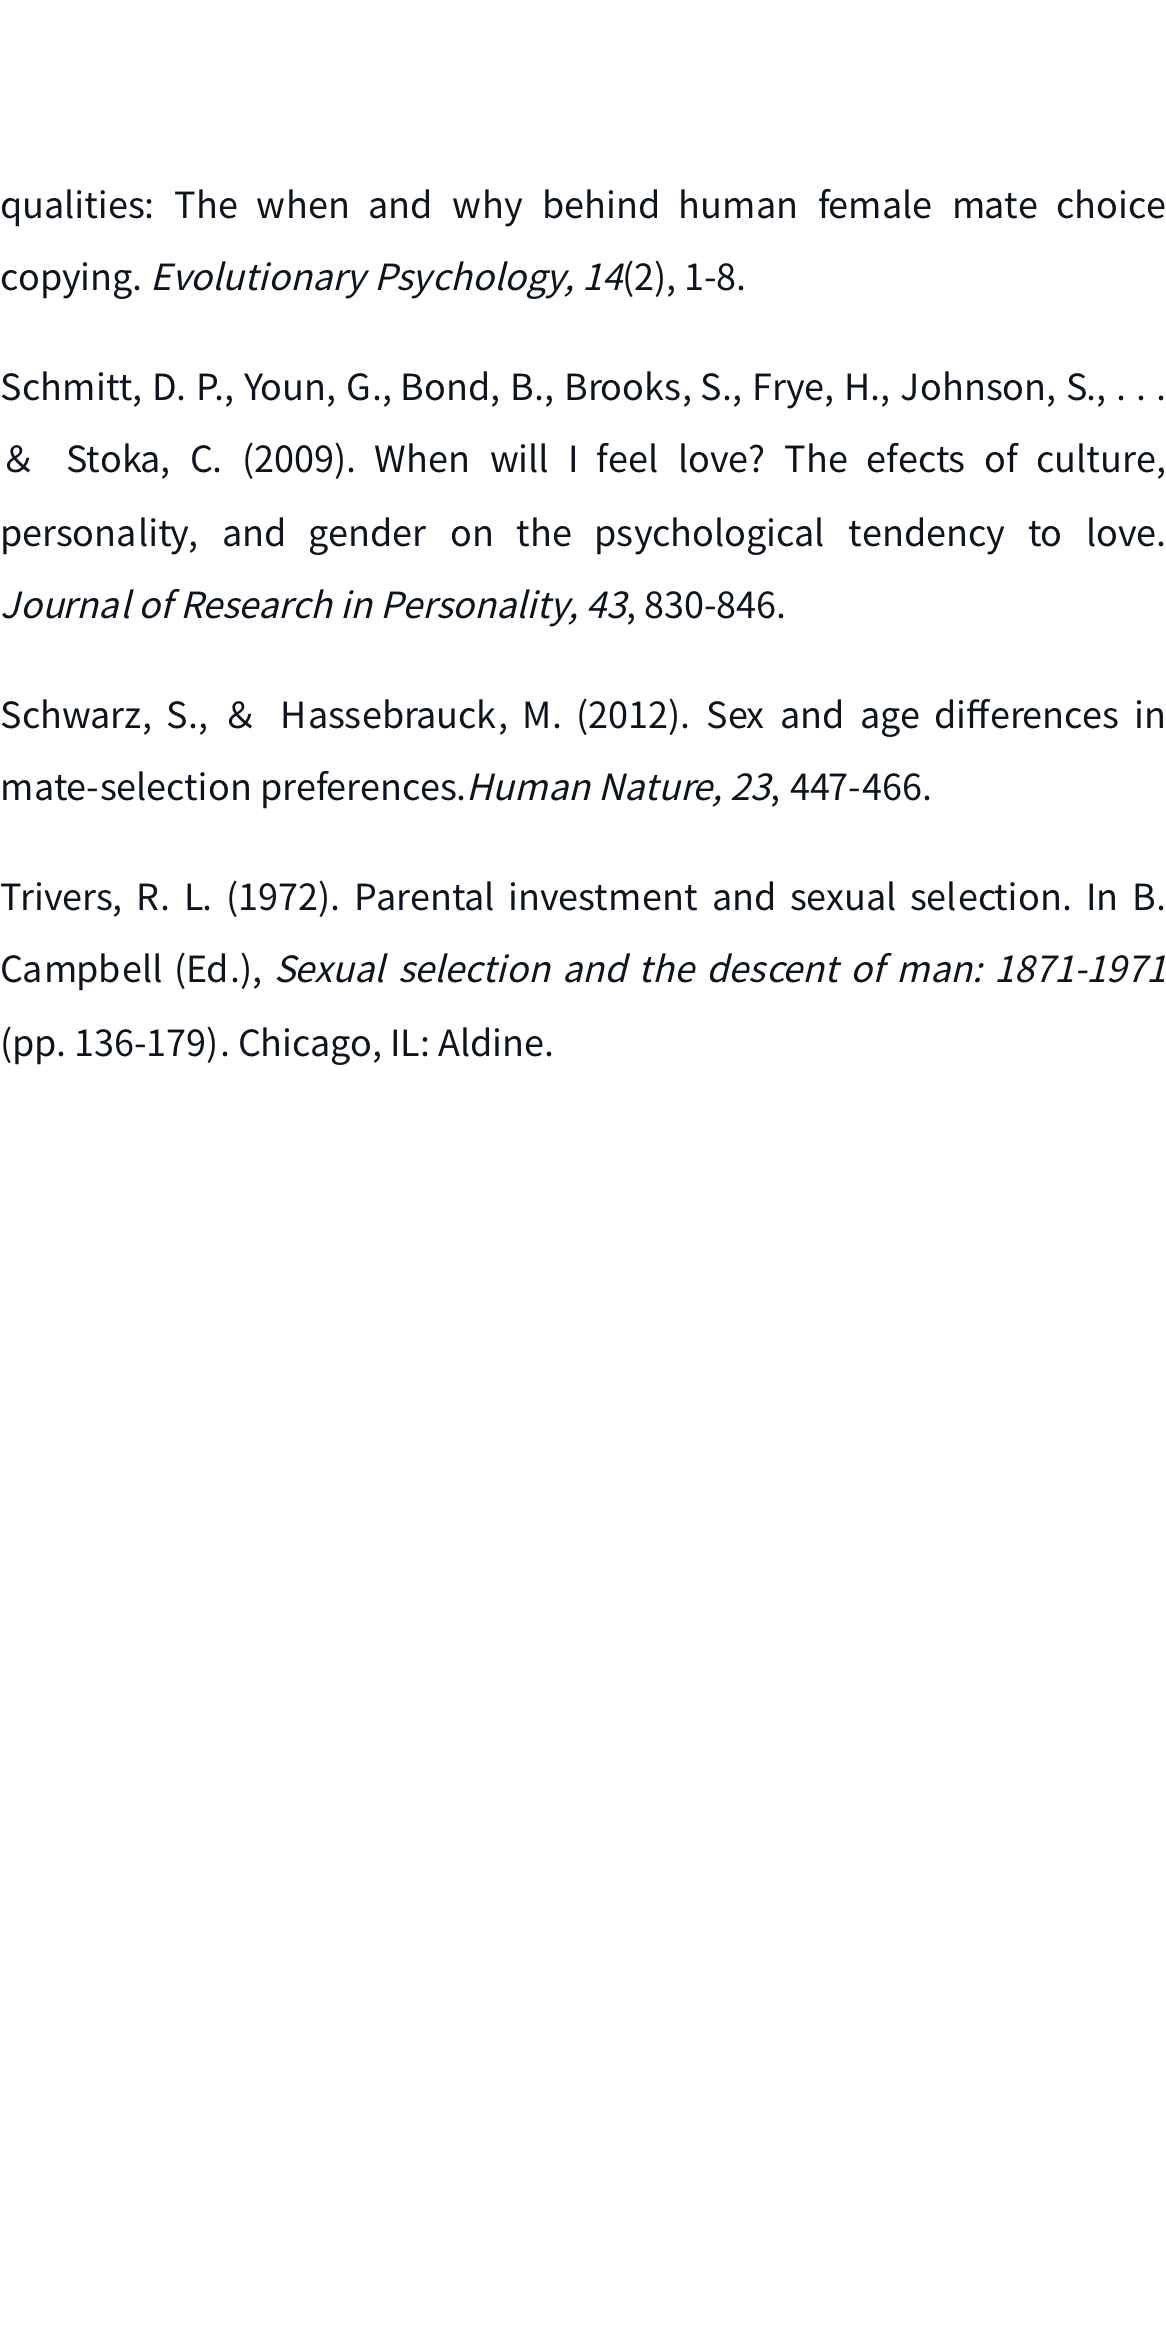 qualities: The when and why behind human female mate choice
copying. Evolutionary Psychology, 14(2), 1-8.
Schmitt, D. P., Youn, G., Bond, B., Brooks, S., Frye, H., Johnson, S., . . .
& Stoka, C. (2009). When will I feel love? The efects of culture,
personality, and gender on the psychological tendency to love.
Journal of Research in Personality, 43, 830-846.
Schwarz, S., & Hassebrauck, M. (2012). Sex and age differences in
mate-selection preferences.Human Nature, 23, 447-466.
Trivers, R. L. (1972). Parental investment and sexual selection. In B.
Campbell (Ed.), Sexual selection and the descent of man: 1871-1971
(pp. 136-179). Chicago, IL: Aldine.